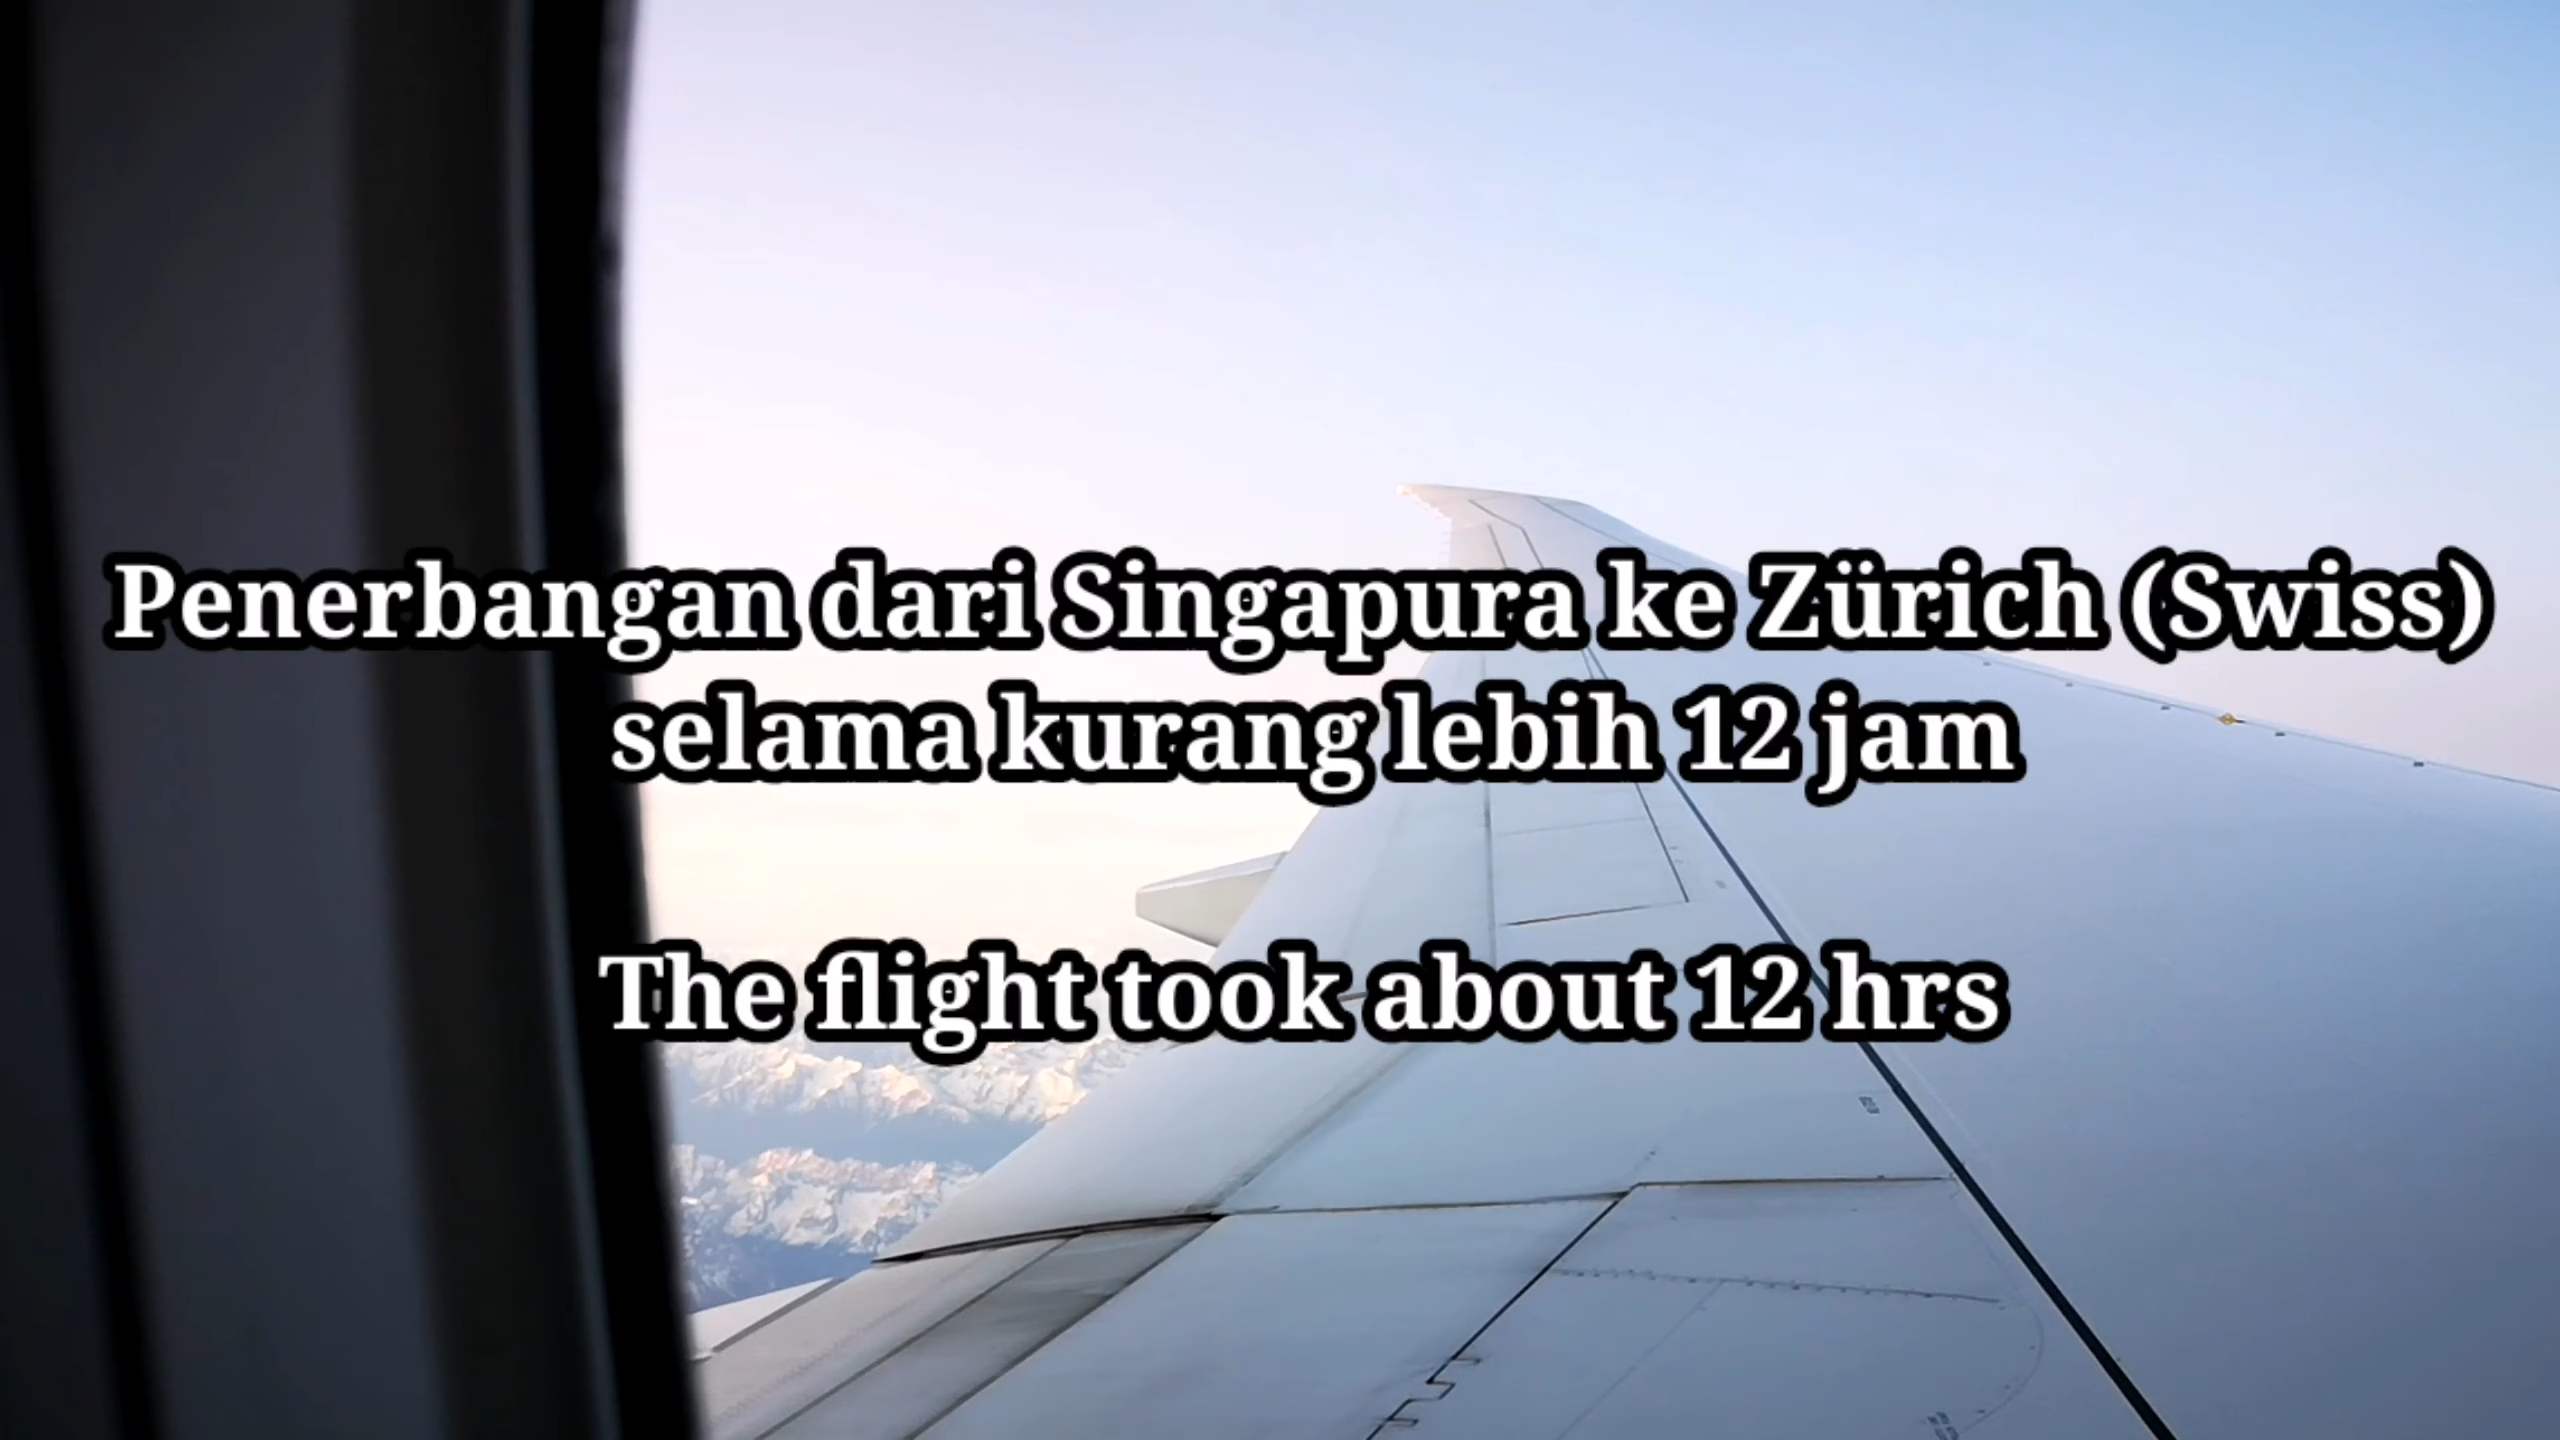 Penerbangan dari Singapura ke Zürich (Swiss)
selama kurang lebih 12 jam
The flight took about 12 hrs